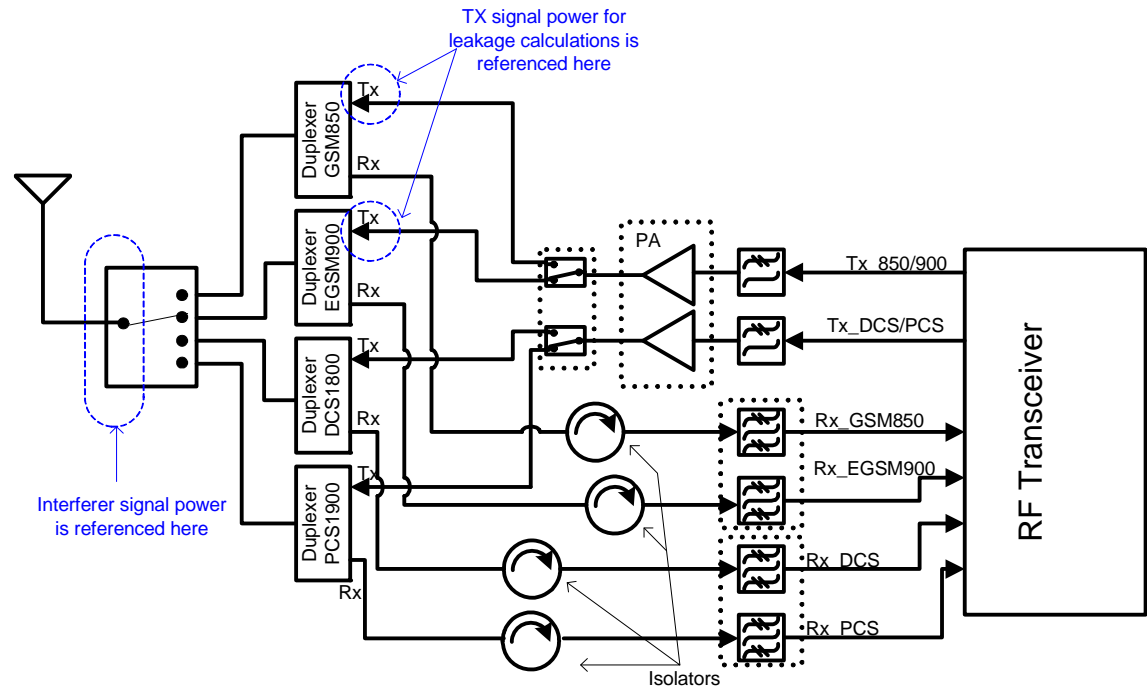 TX signal power for
leakage calculations is
referenced here
Duplexer
GSM850
Tx
Rx
Duplexer
EGSM900
Tx
Rx
Duplexer
DCS1800
Tx
Rx
Duplexer
PCS1900
Tx
Rx
PA
Tx_850/900
Tx_DCS/PCS
Rx_GSM850
Rx_EGSM900
Rx_DCS
Rx_PCS
RF Transceiver
Interferer signal power
is referenced here
Isolators